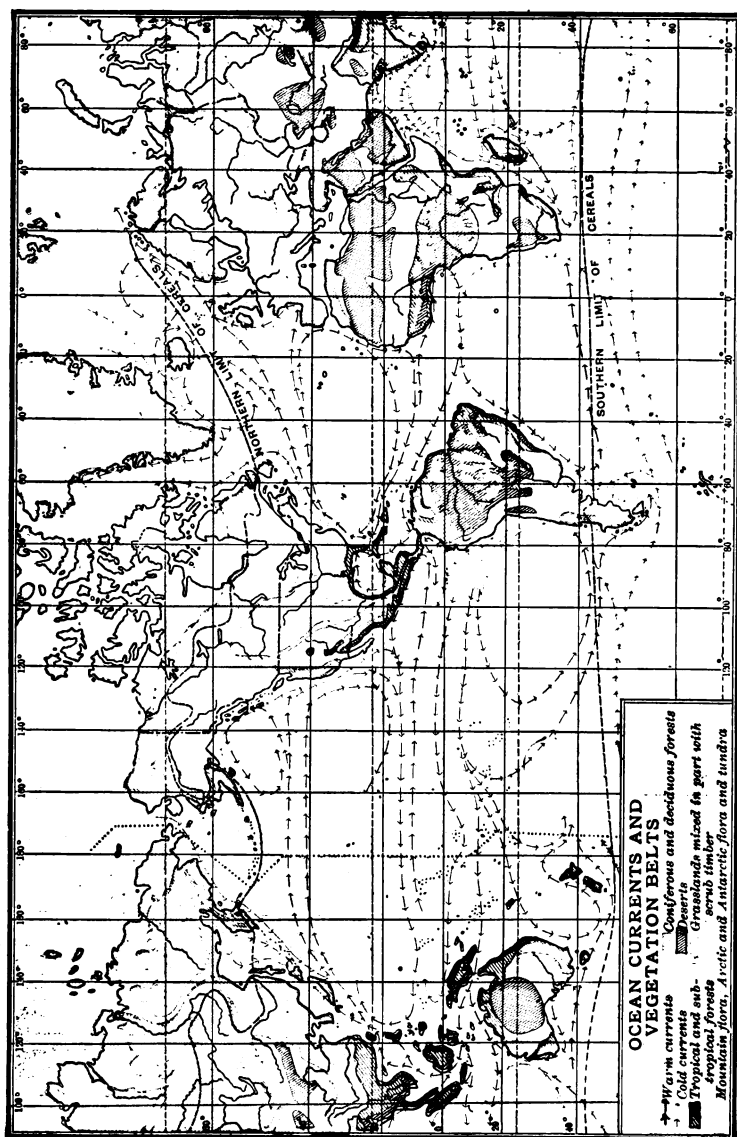 OCEAN CURRENTS AND
VEGETATION BELTS
Warm currents
Cold currents
Tropical and sub-
tropical forests
Coniferous and deciduous forests
Deserts
Grasslands mixed in part with
scrub timber
Mountain flora, Arctic and Antarctic flora and tundra
NORTHERN LIMIT OF CEREALS
SOUTHERN LIMIT OF CEREALS